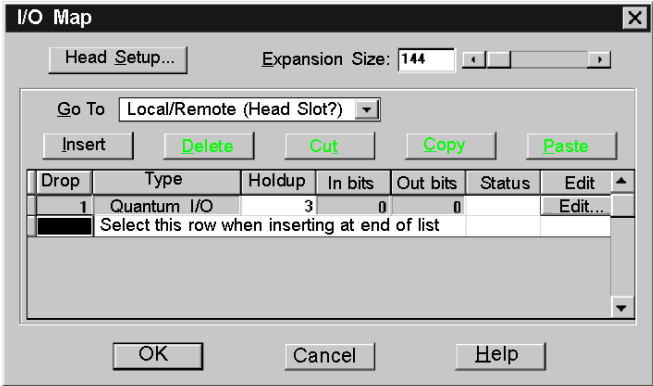 I/O Map
Head Setup... Expansion Size: 144
Go To Local/Remote (Head Slot?)
Insert Delete Cut Copy Paste
Drop Type Holdup In bits Out bits Status Edit
1 Quantum I/O 3 0 0 Edit...
Select this row when inserting at end of list
OK Cancel Help